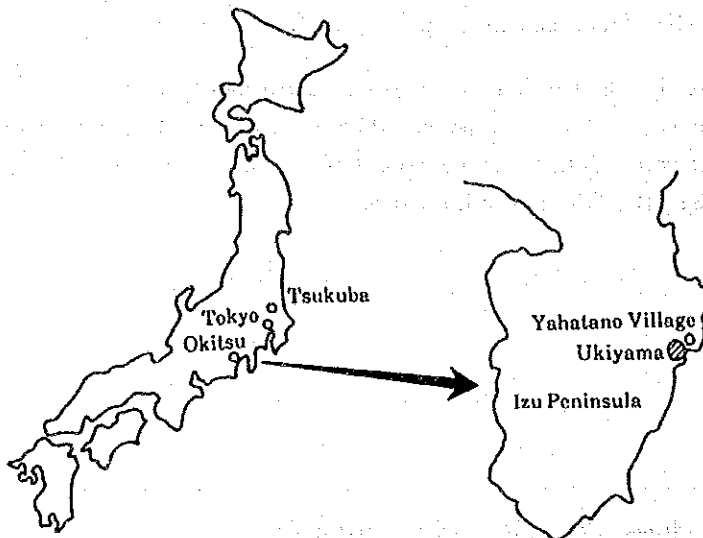 Tsukuba
Tokyo
Okitsu
Yahatano Village
Ukiyama
Izu Peninsula